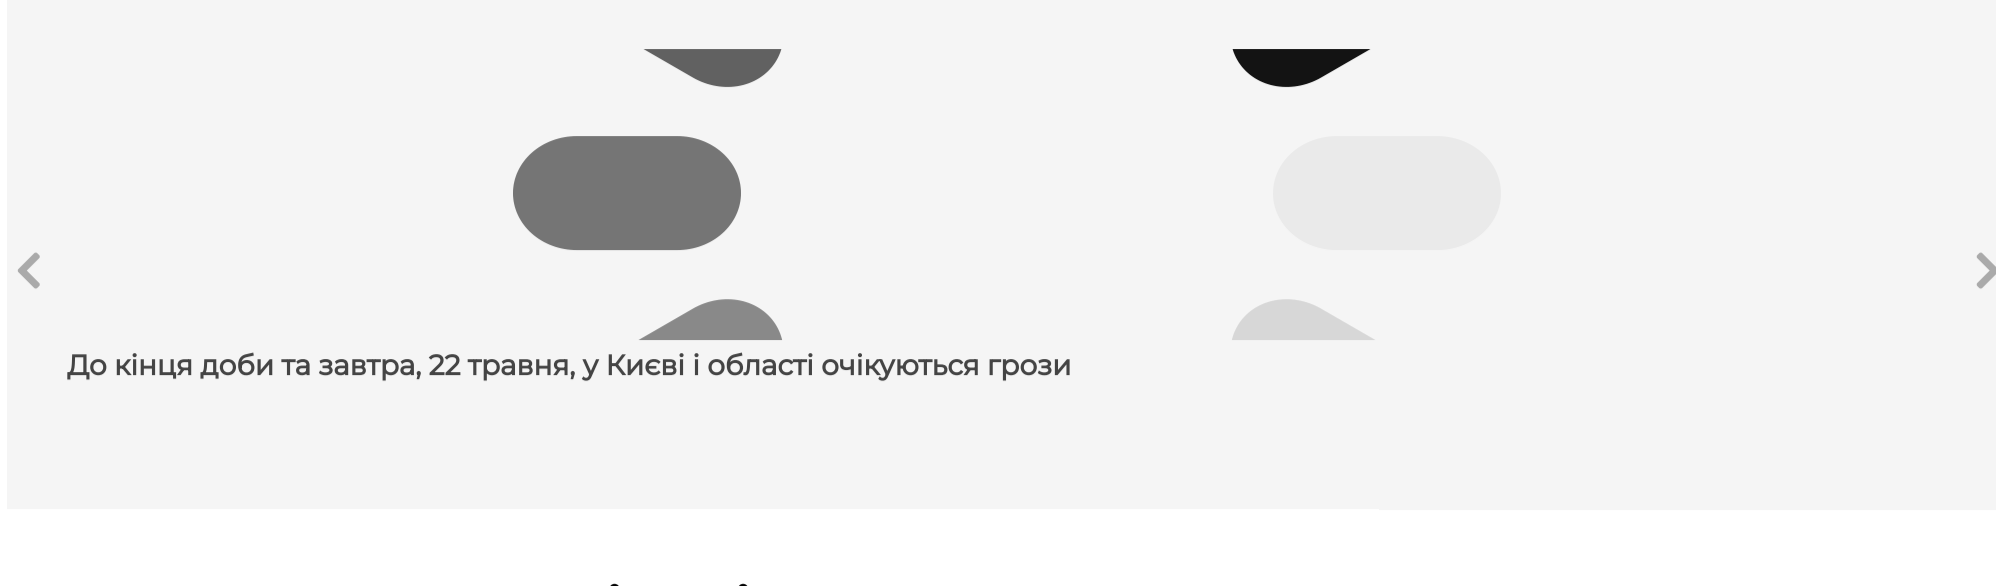 До кінця доби та завтра, 22 травня, у Києві і області очікуються грози